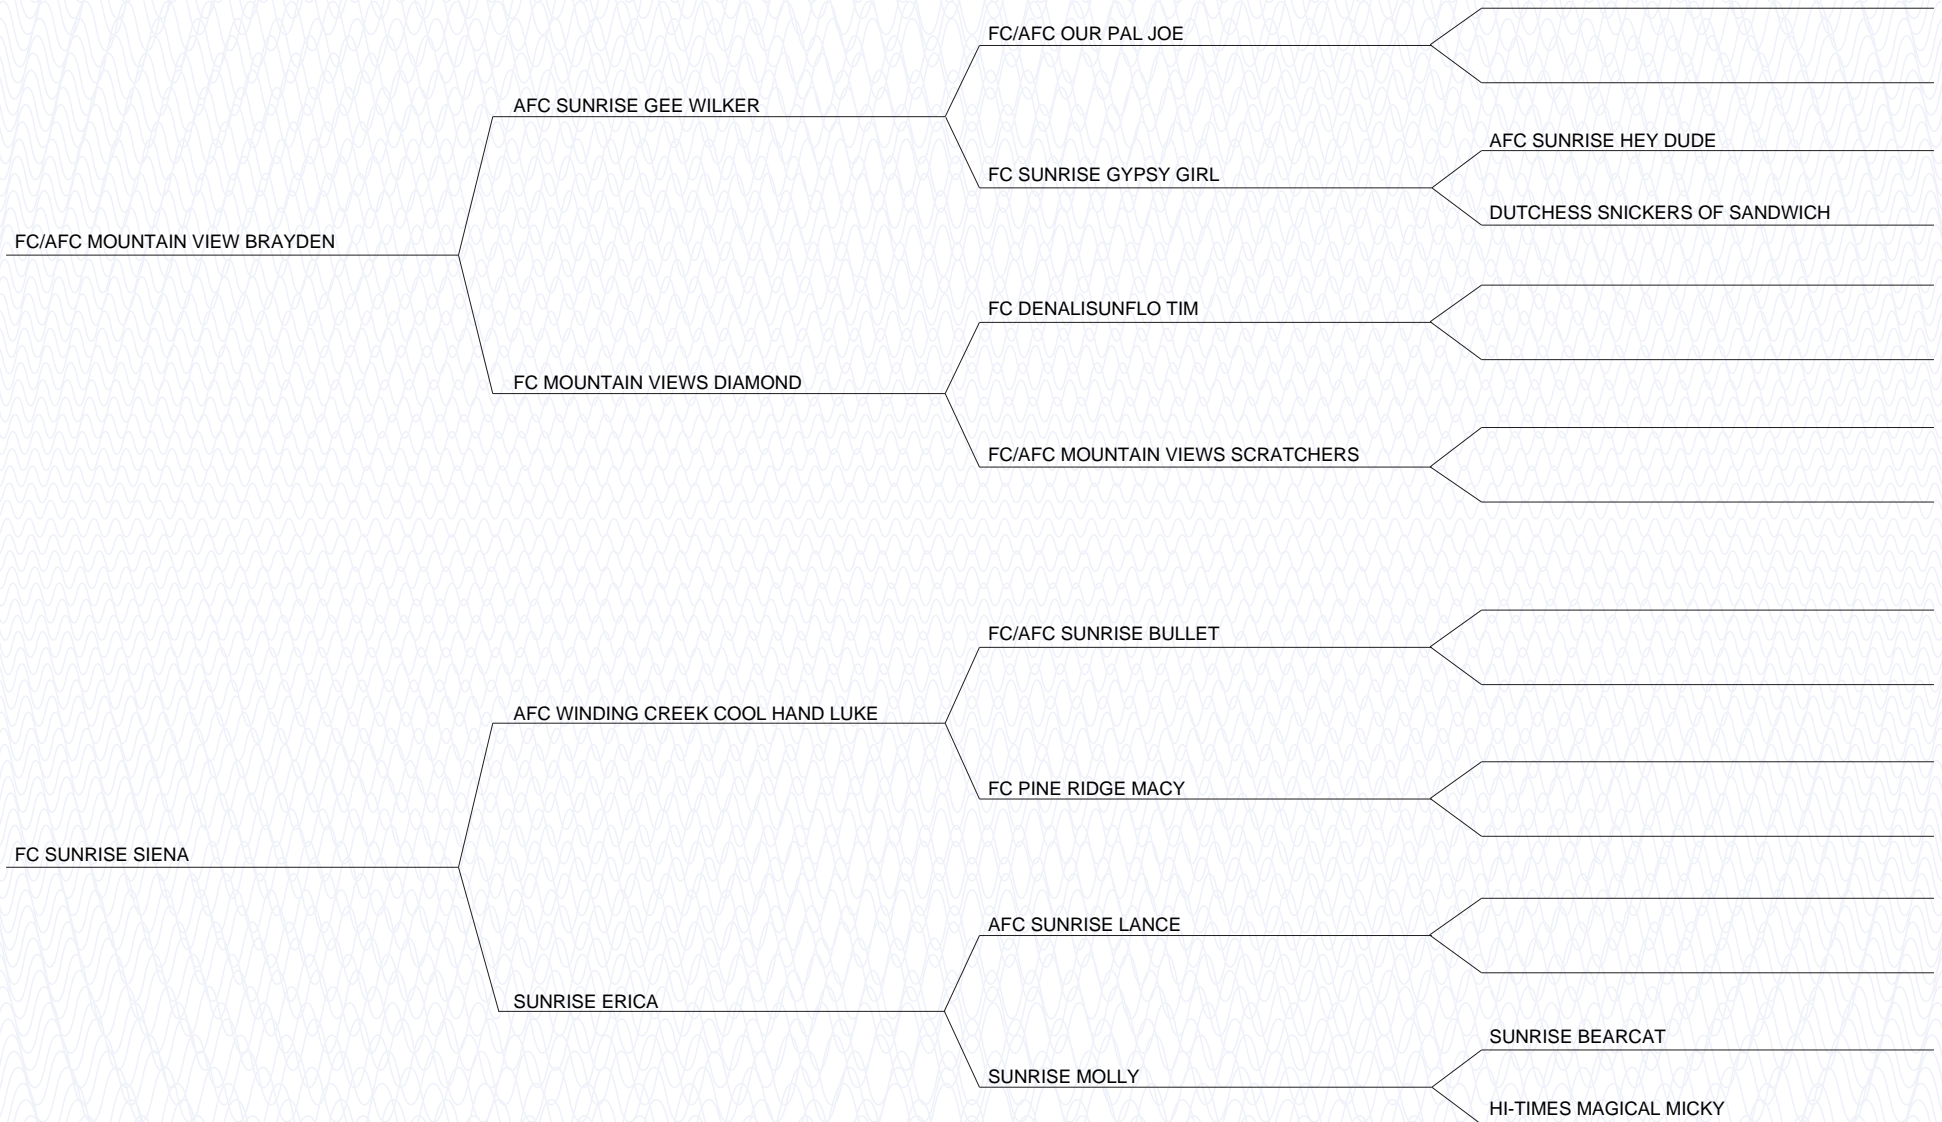 FC/AFC OUR PAL JOE
AFC SUNRISE GEE WILKER
AFC SUNRISE HEY DUDE
FC SUNRISE GYPSY GIRL
DUTCHESS SNICKERS OF SANDWICH
FC/AFC MOUNTAIN VIEW BRAYDEN
FC DENALISUNFLO TIM
FC MOUNTAIN VIEWS DIAMOND
FC/AFC MOUNTAIN VIEWS SCRATCHERS
FC/AFC SUNRISE BULLET
AFC WINDING CREEK COOL HAND LUKE
FC PINE RIDGE MACY
FC SUNRISE SIENA
AFC SUNRISE LANCE
SUNRISE ERICA
SUNRISE BEARCAT
SUNRISE MOLLY
HI-TIMES MAGICAL MICKY